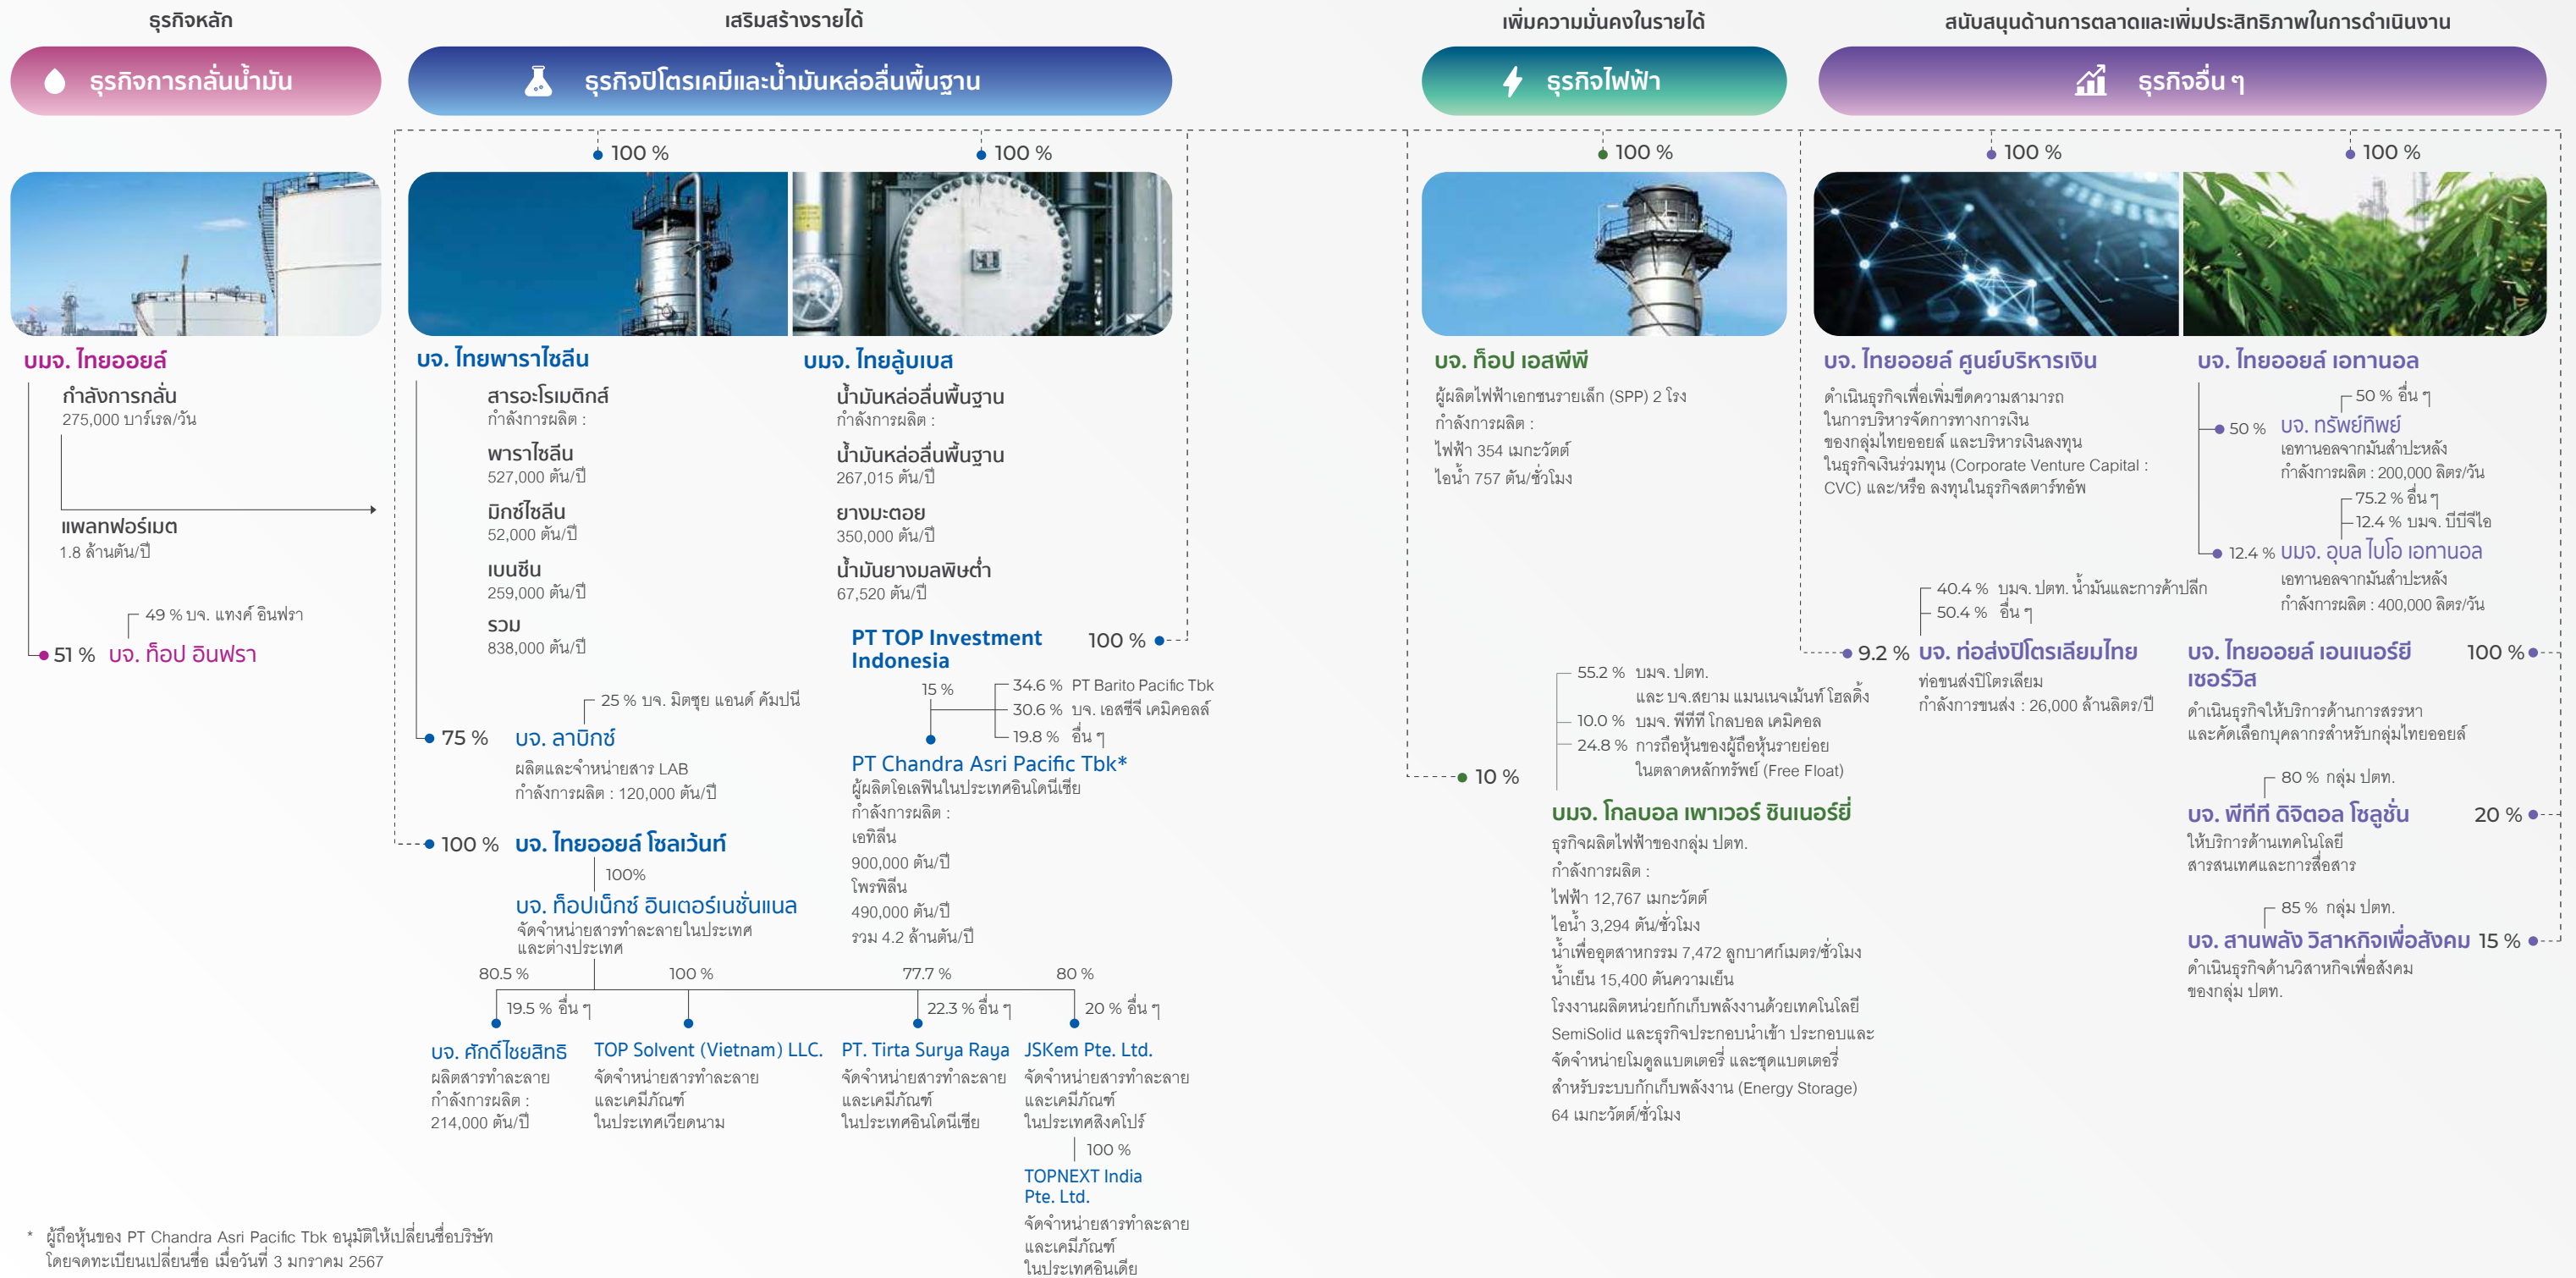 ธุรกิจหลัก
ธุรกิจการกลั่นน้ำมัน
บมจ. ไทยออยล์
กำลังการกลั่น
275,000 บาร์เรล/วัน
แพลทฟอร์เมต
1.8 ล้านตัน/ปี
49 % บจ. แทงค์ อินฟรา
51 % บจ. ท็อป อินฟรา
เสริมสร้างรายได้
ธุรกิจปิโตรเคมีและน้ำมันหล่อลื่นพื้นฐาน
100 %
บจ. ไทยพาราไซลีน
สารอะโรเมติกส์
กำลังการผลิต :
พาราไซลีน
527,000 ตัน/ปี
มิกซ์ไซลีน
52,000 ตัน/ปี
เบนซีน
259,000 ตัน/ปี
รวม
838,000 ตัน/ปี
25 % บจ. มิตซุย แอนด์ คัมปนี
75 % บจ. ลาบิกซ์
ผลิตและจำหน่ายสาร LAB
กำลังการผลิต : 120,000 ตัน/ปี
100 % บจ. ไทยออยล์ โซลเว้นท์
100%
บจ. ท็อปเน็กซ์ อินเตอร์เนชั่นแนล
จัดจำหน่ายสารทำละลายในประเทศ
และต่างประเทศ
80.5 %
19.5 % อื่น ๆ
บจ. ศักดิ์ไชยสิทธิ
ผลิตสารทำละลาย
กำลังการผลิต :
214,000 ตัน/ปี
100 %
TOP Solvent (Vietnam) LLC.
จัดจำหน่ายสารทำละลาย
และเคมีภัณฑ์
ในประเทศเวียดนาม
77.7 %
22.3 % อื่น ๆ
PT. Tirta Surya Raya
จัดจำหน่ายสารทำละลาย
และเคมีภัณฑ์
ในประเทศอินโดนีเซีย
80 %
20 % อื่น ๆ
JSKem Pte. Ltd.
จัดจำหน่ายสารทำละลาย
และเคมีภัณฑ์
ในประเทศสิงคโปร์
100 %
TOPNEXT India
Pte. Ltd.
จัดจำหน่ายสารทำละลาย
และเคมีภัณฑ์
ในประเทศอินเดีย
100 %
บมจ. ไทยลู้บเบส
น้ำมันหล่อลื่นพื้นฐาน
กำลังการผลิต :
น้ำมันหล่อลื่นพื้นฐาน
267,015 ตัน/ปี
ยางมะตอย
350,000 ตัน/ปี
น้ำมันยางมลพิษต่ำ
67,520 ตัน/ปี
PT TOP Investment
Indonesia
100 %
15 %
34.6 % PT Barito Pacific Tbk
30.6 % บจ. เอสซีจี เคมิคอลล์
19.8 % อื่น ๆ
PT Chandra Asri Pacific Tbk*
ผู้ผลิตโอเลฟินในประเทศอินโดนีเซีย
กำลังการผลิต :
เอทิลีน
900,000 ตัน/ปี
โพรพิลีน
490,000 ตัน/ปี
รวม 4.2 ล้านตัน/ปี
เพิ่มความมั่นคงในรายได้
ธุรกิจไฟฟ้า
100 %
บจ. ท็อป เอสพีพี
ผู้ผลิตไฟฟ้าเอกชนรายเล็ก (SPP) 2 โรง
กำลังการผลิต :
ไฟฟ้า 354 เมกะวัตต์
ไอน้ำ 757 ตัน/ชั่วโมง
55.2 % บมจ. ปตท.
และ บจ.สยาม แมนเนจเม้นท์ โฮลดิ้ง
10.0 % บมจ. พีทีที โกลบอล เคมิคอล
24.8 % การถือหุ้นของผู้ถือหุ้นรายย่อย
ในตลาดหลักทรัพย์ (Free Float)
10 %
บมจ. โกลบอล เพาเวอร์ ซินเนอร์ยี่
ธุรกิจผลิตไฟฟ้าของกลุ่ม ปตท.
กำลังการผลิต :
ไฟฟ้า 12,767 เมกะวัตต์
ไอน้ำ 3,294 ตัน/ชั่วโมง
น้ำเพื่ออุตสาหกรรม 7,472 ลูกบาศก์เมตร/ชั่วโมง
น้ำเย็น 15,400 ตันความเย็น
โรงงานผลิตหน่วยกักเก็บพลังงานด้วยเทคโนโลยี
SemiSolid และธุรกิจประกอบนำเข้า ประกอบและ
จัดจำหน่ายโมดูลแบตเตอรี่ และชุดแบตเตอรี่
สำหรับระบบกักเก็บพลังงาน (Energy Storage)
64 เมกะวัตต์/ชั่วโมง
สนับสนุนด้านการตลาดและเพิ่มประสิทธิภาพในการดำเนินงาน
ธุรกิจอื่น ๆ
100 %
บจ. ไทยออยล์ ศูนย์บริหารเงิน
ดำเนินธุรกิจเพื่อเพิ่มขีดความสามารถ
ในการบริหารจัดการทางการเงิน
ของกลุ่มไทยออยล์ และบริหารเงินลงทุน
ในธุรกิจเงินร่วมทุน (Corporate Venture Capital :
CVC) และ/หรือ ลงทุนในธุรกิจสตาร์ทอัพ
40.4 % บมจ. ปตท. น้ำมันและการค้าปลีก
50.4 % อื่น ๆ
9.2 % บจ. ท่อส่งปิโตรเลียมไทย
ท่อขนส่งปิโตรเลียม
กำลังการขนส่ง : 26,000 ล้านลิตร/ปี
100 %
บจ. ไทยออยล์ เอทานอล
50 % อื่น ๆ
50 % บจ. ทรัพย์ทิพย์
เอทานอลจากมันสำปะหลัง
กำลังการผลิต : 200,000 ลิตร/วัน
75.2 % อื่น ๆ
12.4 % บมจ. บีบีจีไอ
12.4 % บมจ. อุบล ไบโอ เอทานอล
เอทานอลจากมันสำปะหลัง
กำลังการผลิต : 400,000 ลิตร/วัน
บจ. ไทยออยล์ เอนเนอร์ยี
เซอร์วิส
100 %
ดำเนินธุรกิจให้บริการด้านการสรรหา
และคัดเลือกบุคลากรสำหรับกลุ่มไทยออยล์
80 % กลุ่ม ปตท.
บจ. พีทีที ดิจิตอล โซลูชั่น 20 %
ให้บริการด้านเทคโนโลยี
สารสนเทศและการสื่อสาร
85 % กลุ่ม ปตท.
บจ. สานพลัง วิสาหกิจเพื่อสังคม 15 %
ดำเนินธุรกิจด้านวิสาหกิจเพื่อสังคม
ของกลุ่ม ปตท.
* ผู้ถือหุ้นของ PT Chandra Asri Pacific Tbk อนุมัติให้เปลี่ยนชื่อบริษัท
โดยจดทะเบียนเปลี่ยนชื่อ เมื่อวันที่ 3 มกราคม 2567